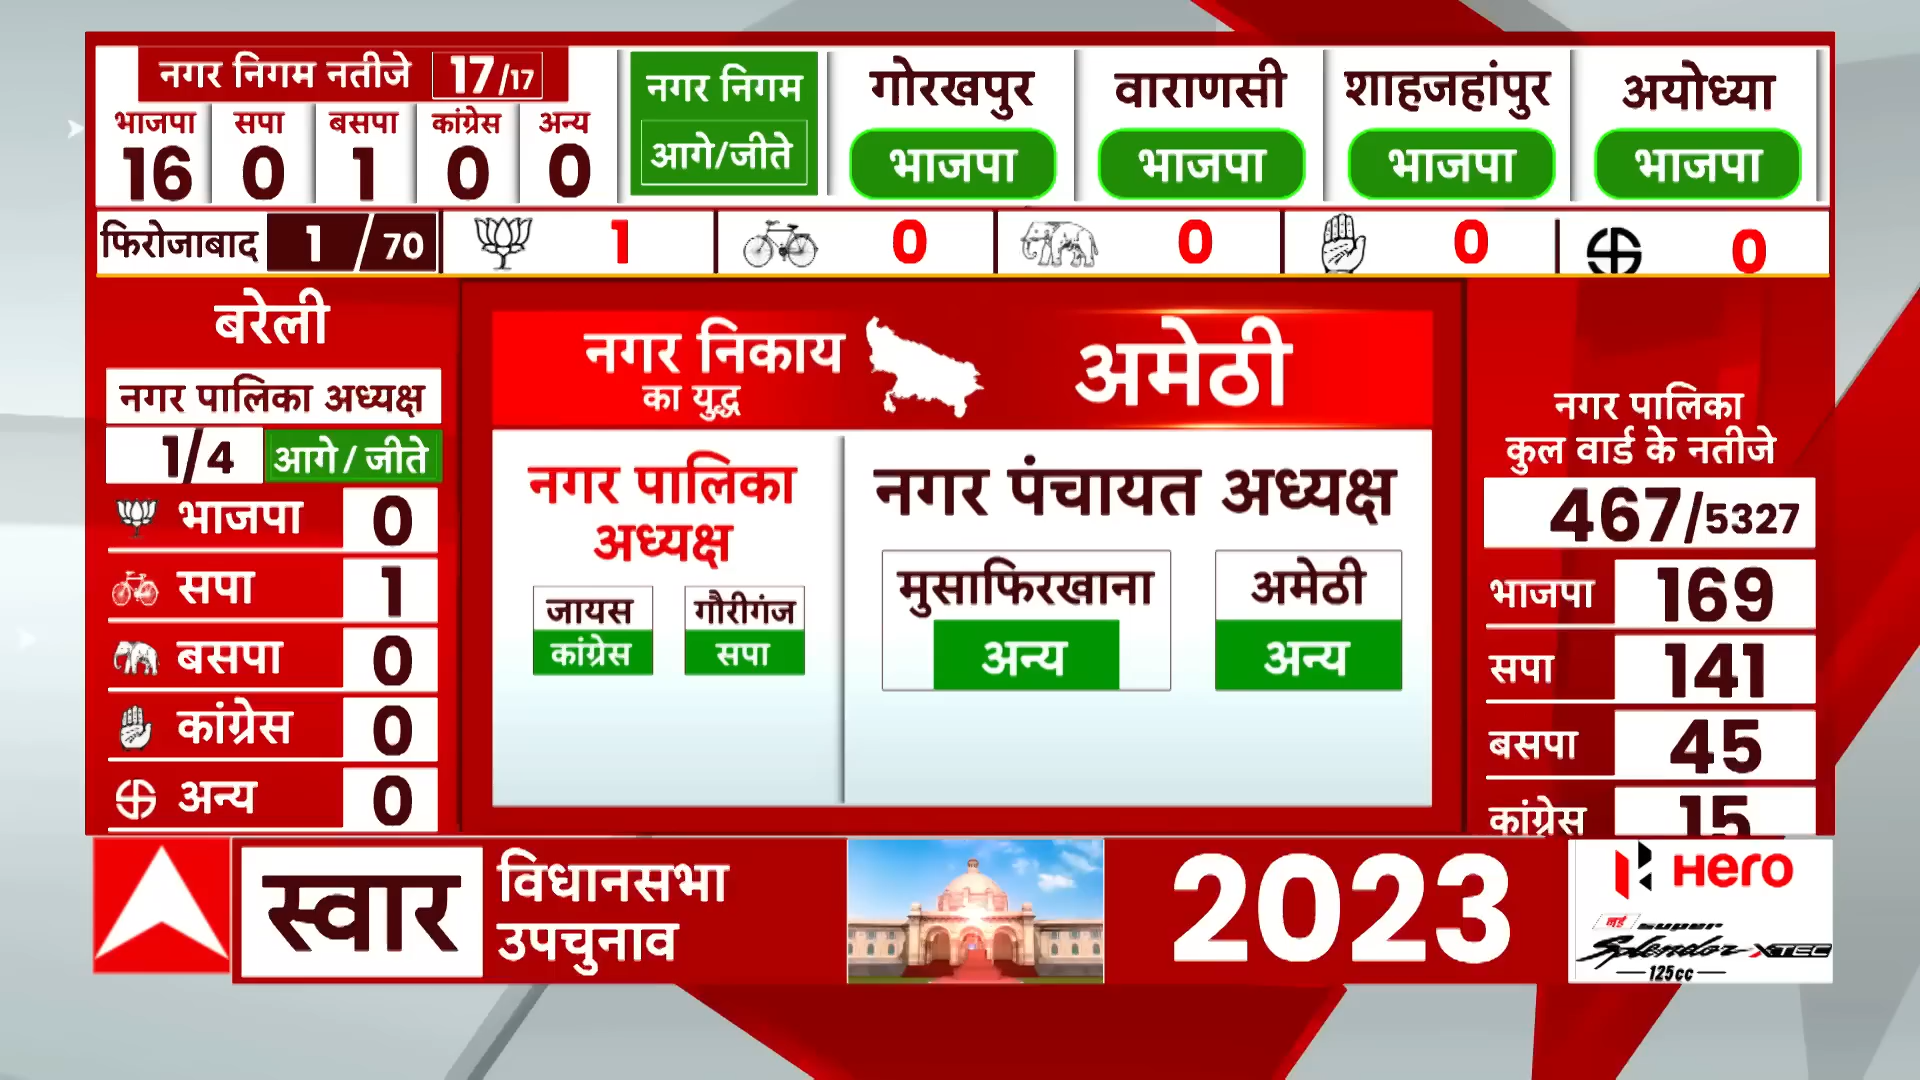 नगर निगम नतीजे 17/17
भाजपा सपा बसपा कांग्रेस अन्य
16 0 1 0 0
नगर निगम
आगे/जीते
गोरखपुर वाराणसी शाहजहांपुर अयोध्या
भाजपा भाजपा भाजपा भाजपा
फिरोजाबाद 1/70 1 0 0 0 0
बरेली
नगर पालिका अध्यक्ष
1/4 आगे/जीते
भाजपा 0
सपा 1
बसपा 0
कांग्रेस 0
अन्य 0
नगर निकाय
का युद्ध
अमेठी
नगर पालिका
अध्यक्ष
जायस गौरीगंज
कांग्रेस सपा
नगर पंचायत अध्यक्ष
मुसाफिरखाना अमेठी
अन्य अन्य
नगर पालिका
कुल वार्ड के नतीजे
467/5327
भाजपा 169
सपा 141
बसपा 45
कांग्रेस 15
स्वार
विधानसभा
उपचुनाव
2023
Hero
नई super
Splendor XTEC
125cc